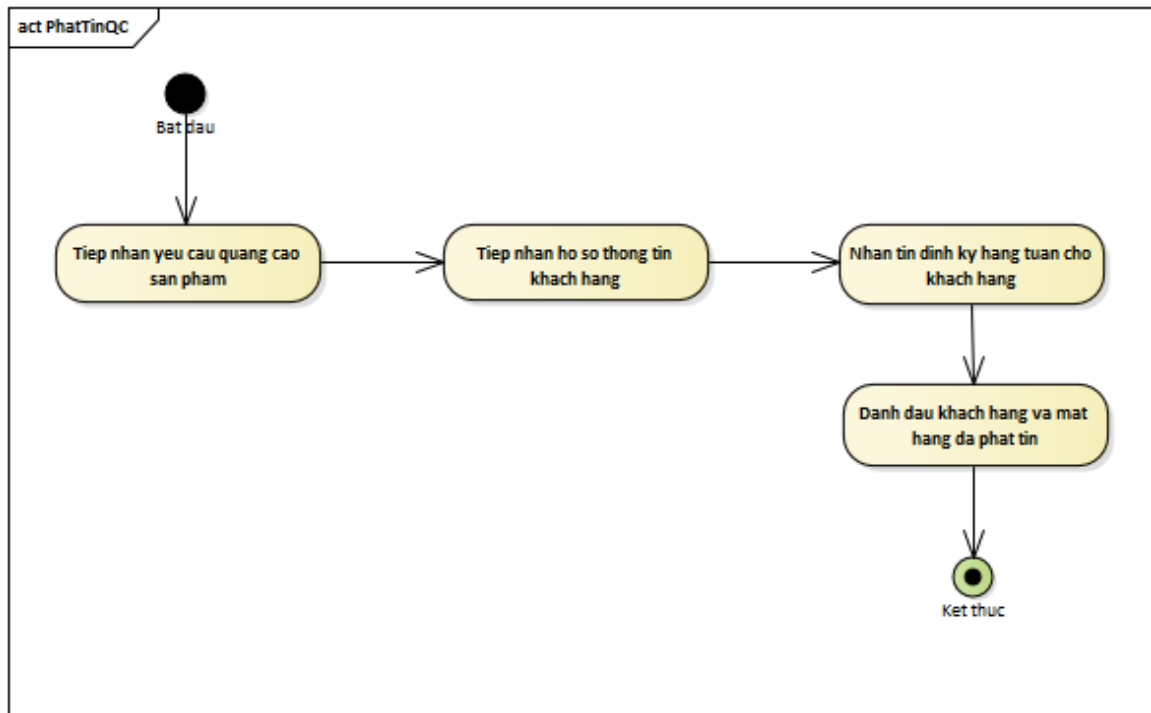 act PhatTinQC
Bat dau
Tiep nhan yeu cau quang cao
san pham
Tiep nhan ho so thong tin
khach hang
Nhan tin dinh ky hang tuan cho
khach hang
Danh dau khach hang va mat
hang da phat tin
Ket thuc